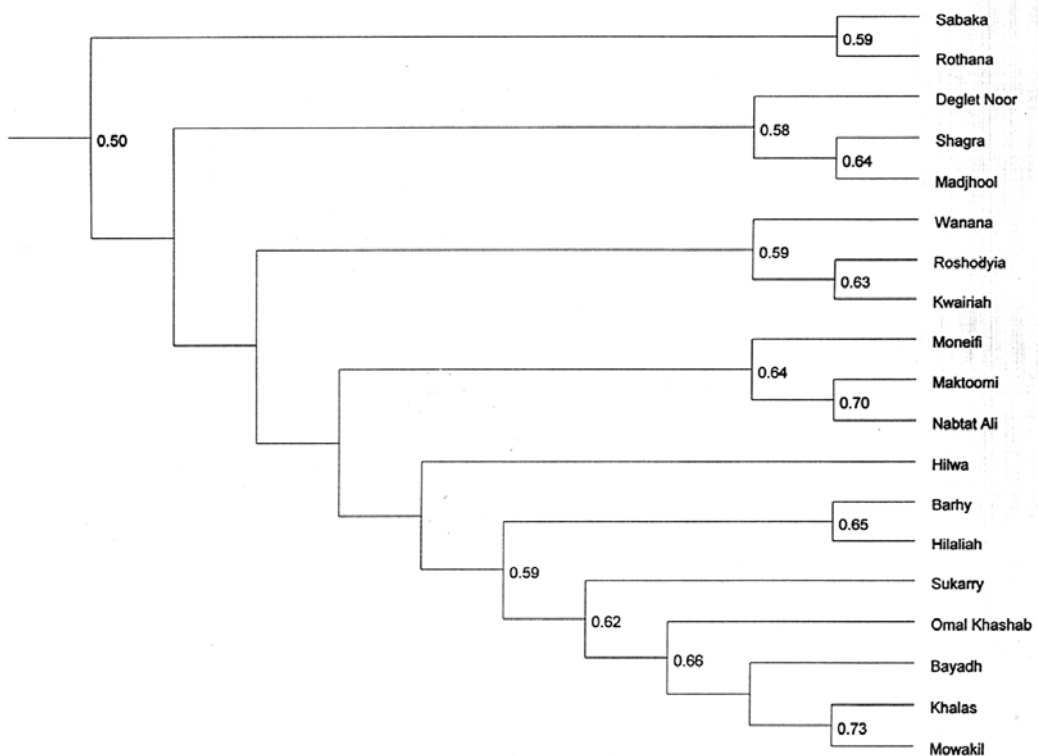 Sabaka
0.59
Rothana
Deglet Noor
0.50
0.58
Shagra
0.64
Madjhool
Wanana
0.59
Roshodyia
0.63
Kwairiah
Moneifi
0.64
Maktoomi
0.70
Nabtat Ali
Hilwa
Barhy
0.65
Hilaliah
0.59
Sukarry
0.62
Omal Khashab
0.66
Bayadh
Khalas
0.73
Mowakil